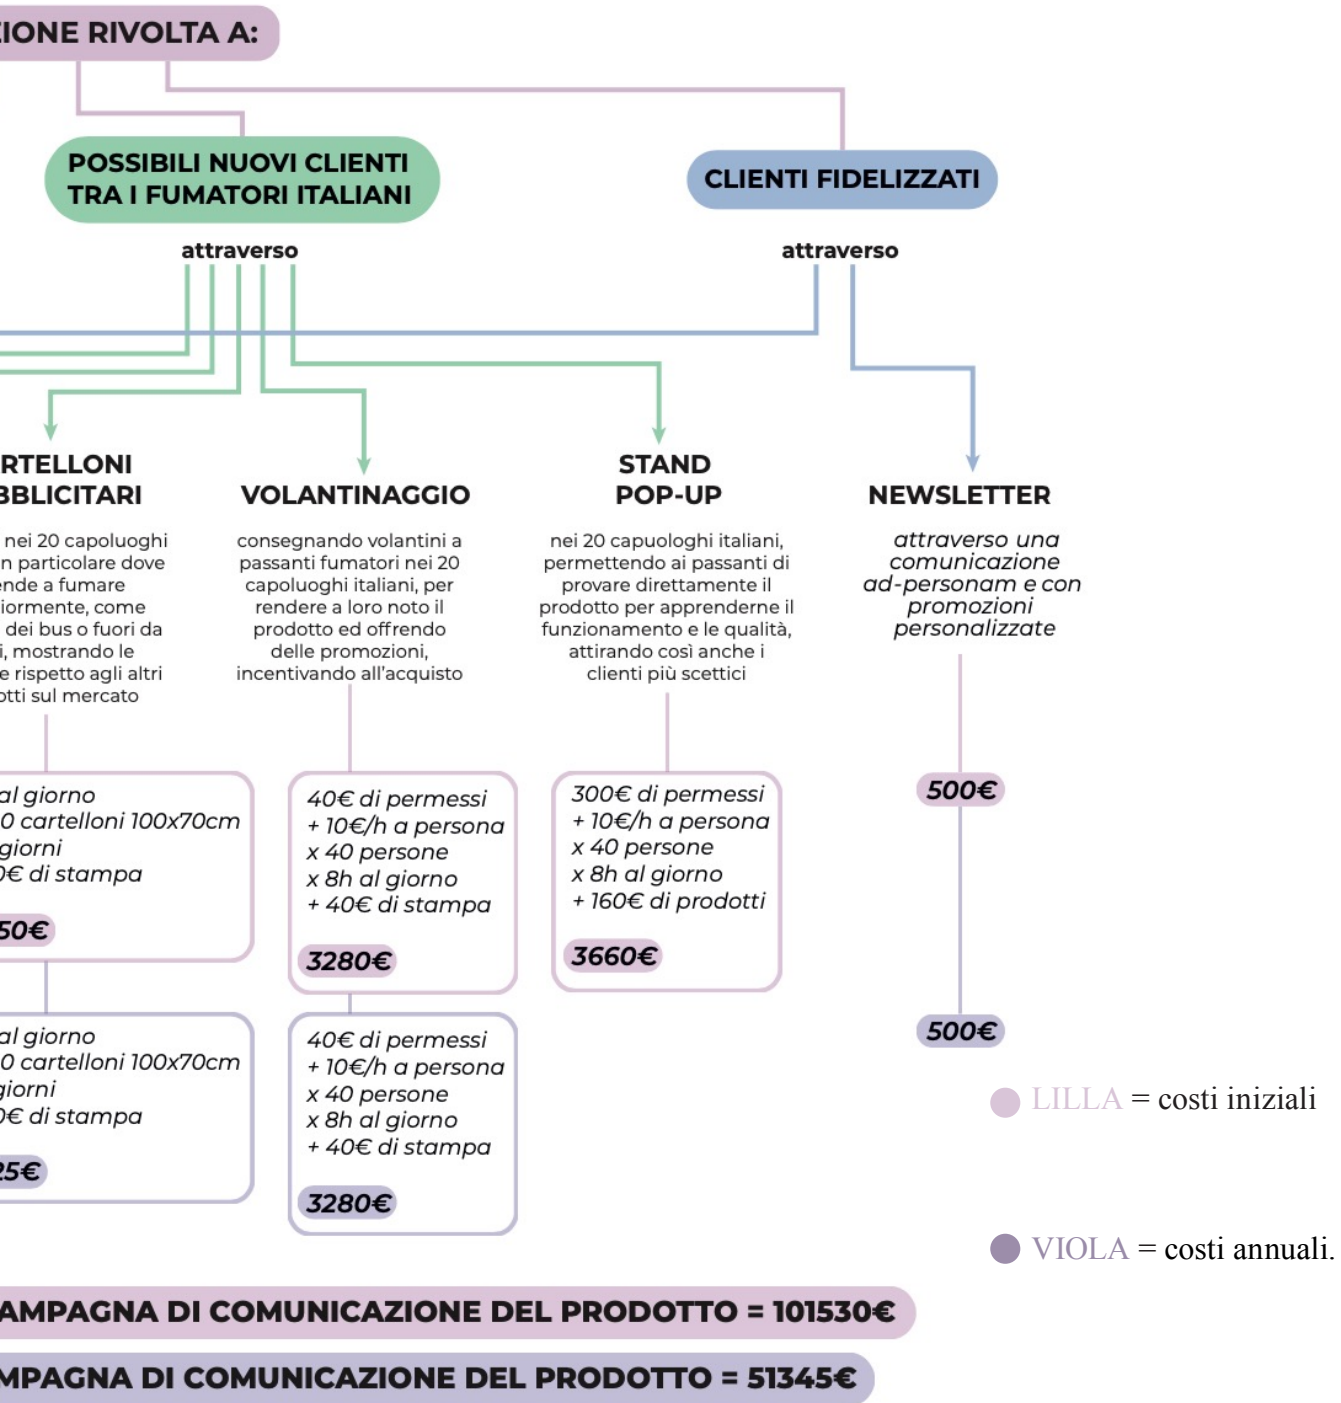 ZIONE RIVOLTA A:
POSSIBILI NUOVI CLIENTI
TRA I FUMATORI ITALIANI
attraverso
CLIENTI FIDELIZZATI
attraverso
RTELLONI
BBLICITARI
nei 20 capoluoghi
n particolare dove
ende a fumare
iormente, come
dei bus o fuori da
i, mostrando le
e rispetto agli altri
otti sul mercato
al giorno
0 cartelloni 100x70cm
giorni
0€ di stampa
50€
al giorno
0 cartelloni 100x70cm
giorni
0€ di stampa
25€
VOLANTINAGGIO
consegnando volantini a
passanti fumatori nei 20
capoluoghi italiani, per
rendere a loro noto il
prodotto ed offrendo
delle promozioni,
incentivando all'acquisto
40€ di permessi
+ 10€/h a persona
x 40 persone
x 8h al giorno
+ 40€ di stampa
3280€
40€ di permessi
+ 10€/h a persona
x 40 persone
x 8h al giorno
+ 40€ di stampa
3280€
STAND
POP-UP
nei 20 capuologhi italiani,
permettendo ai passanti di
provare direttamente il
prodotto per apprenderne il
funzionamento e le qualità,
attirando così anche i
clienti più scettici
300€ di permessi
+ 10€/h a persona
x 40 persone
x 8h al giorno
+ 160€ di prodotti
3660€
NEWSLETTER
attraverso una
comunicazione
ad-personam e con
promozioni
personalizzate
500€
500€
LILLA = costi iniziali
VIOLA = costi annuali.
AMPAGNA DI COMUNICAZIONE DEL PRODOTTO = 101530€
MPAGNA DI COMUNICAZIONE DEL PRODOTTO = 51345€